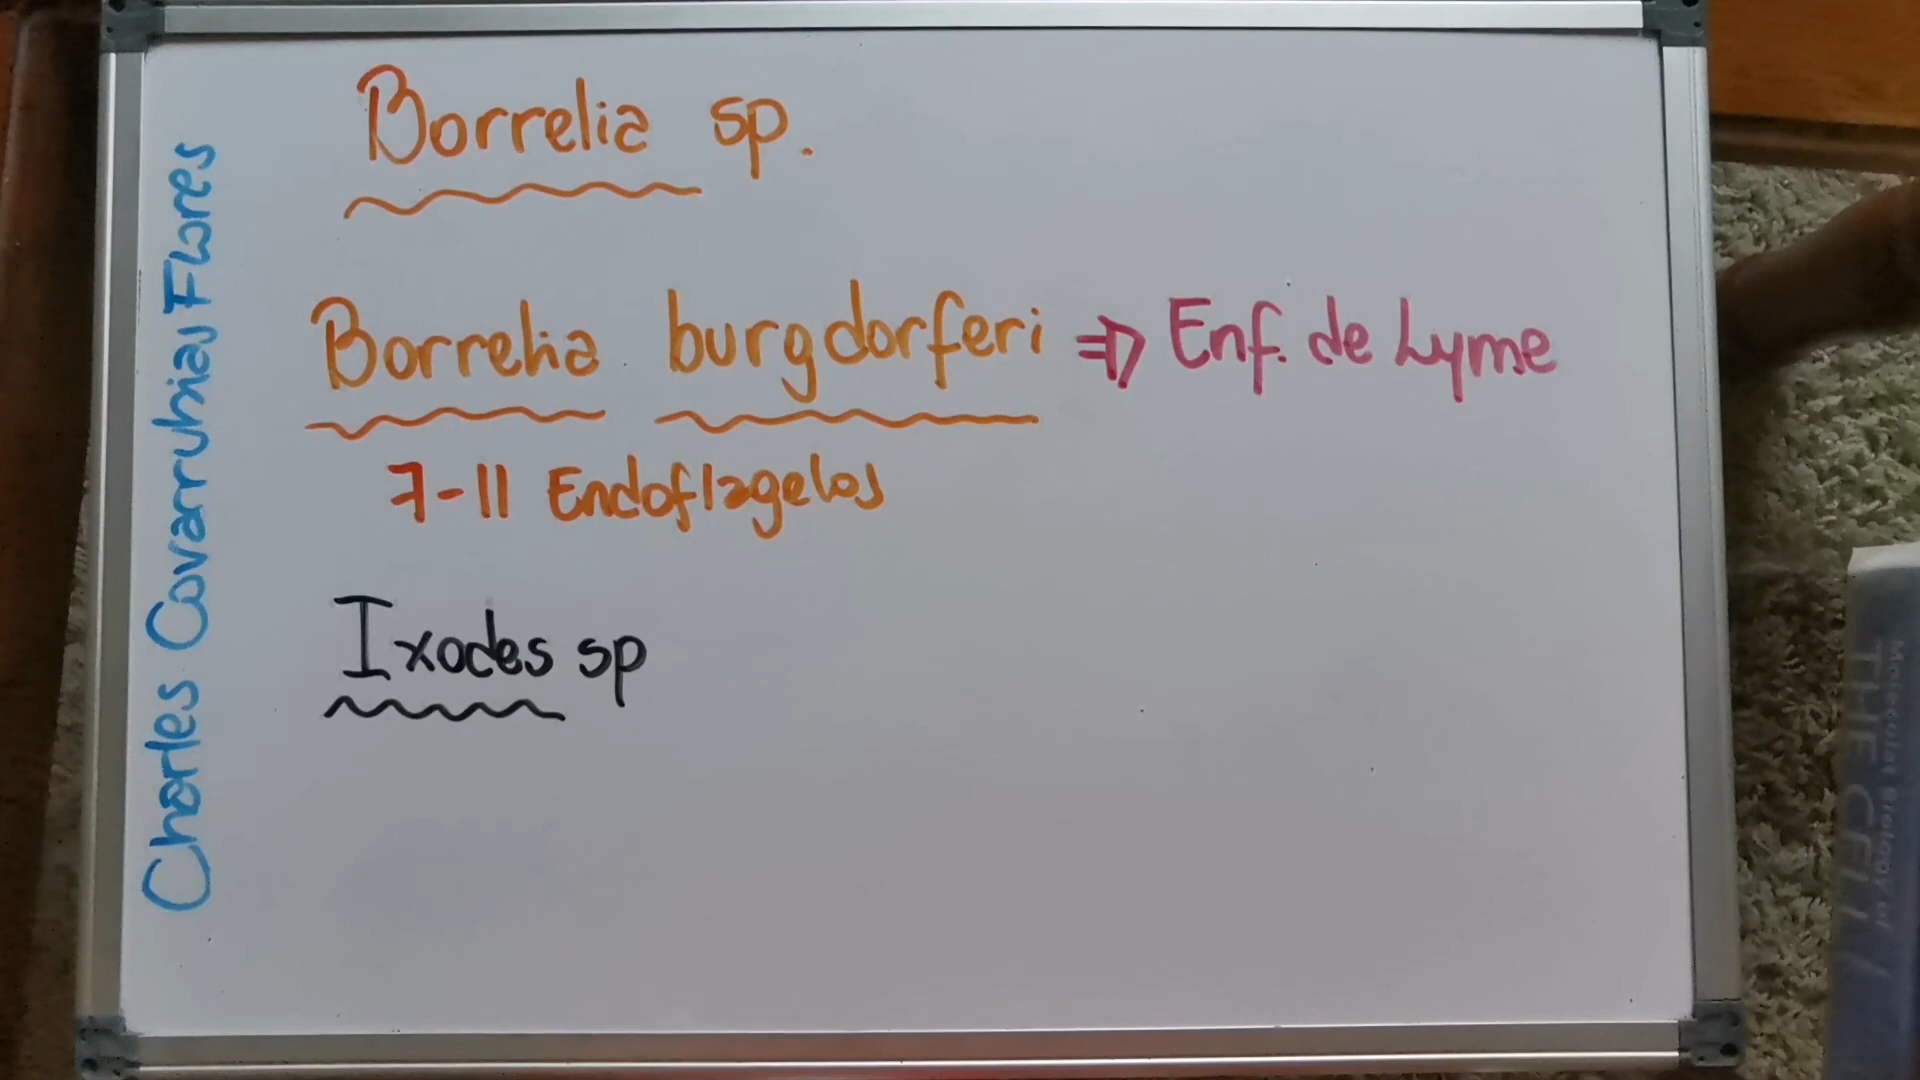 Charles Covarrubias Flores
Borrelia sp.
Borrelia burgdorferi ⇒ Enf. de Lyme
7-11 Endoflagelos
Ixodes sp
Molecular Biology of
THE CELL